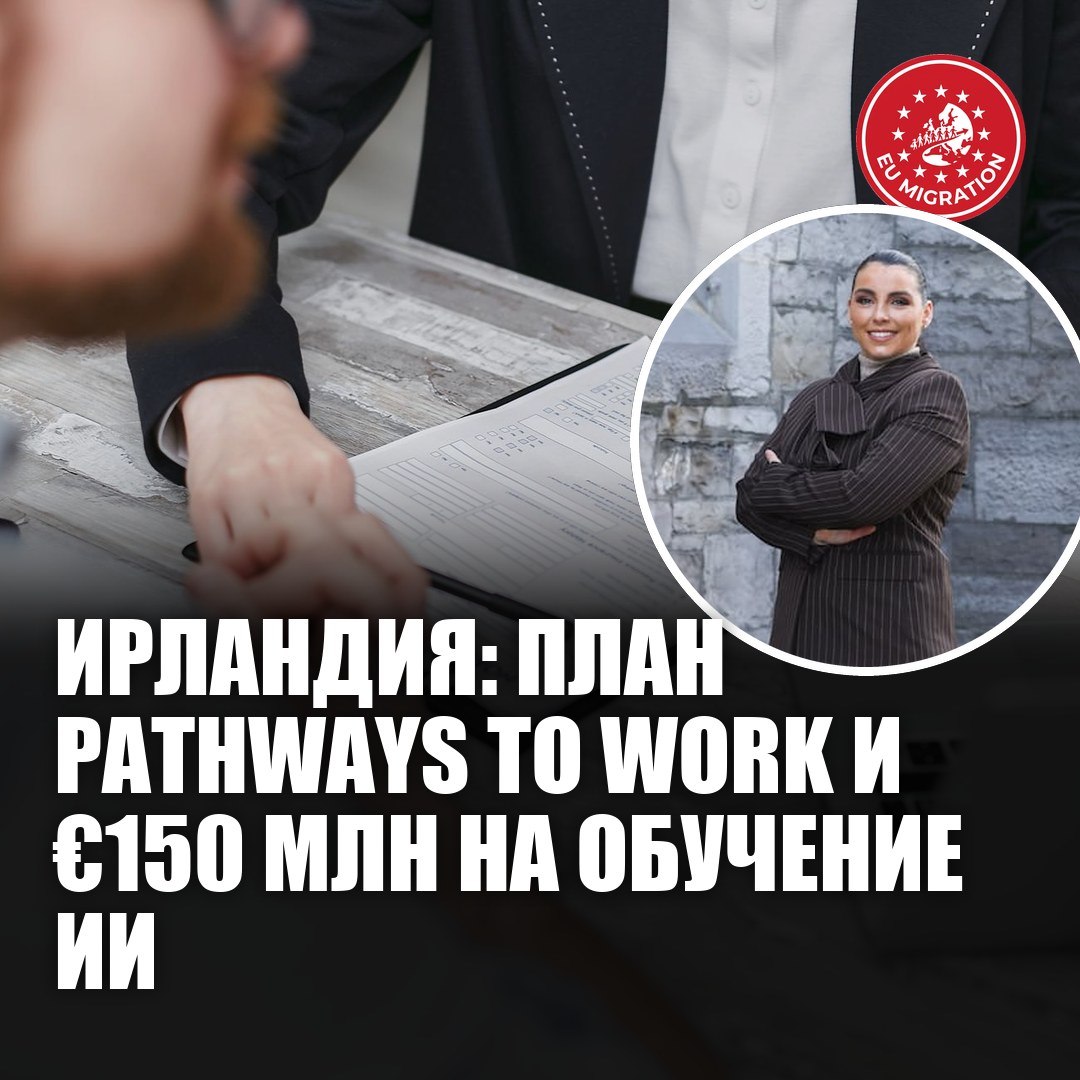 EU MIGRATION
ИРЛАНДИЯ: ПЛАН
PATHWAYS TO WORK И
€150 МЛН НА ОБУЧЕНИЕ
ИИ